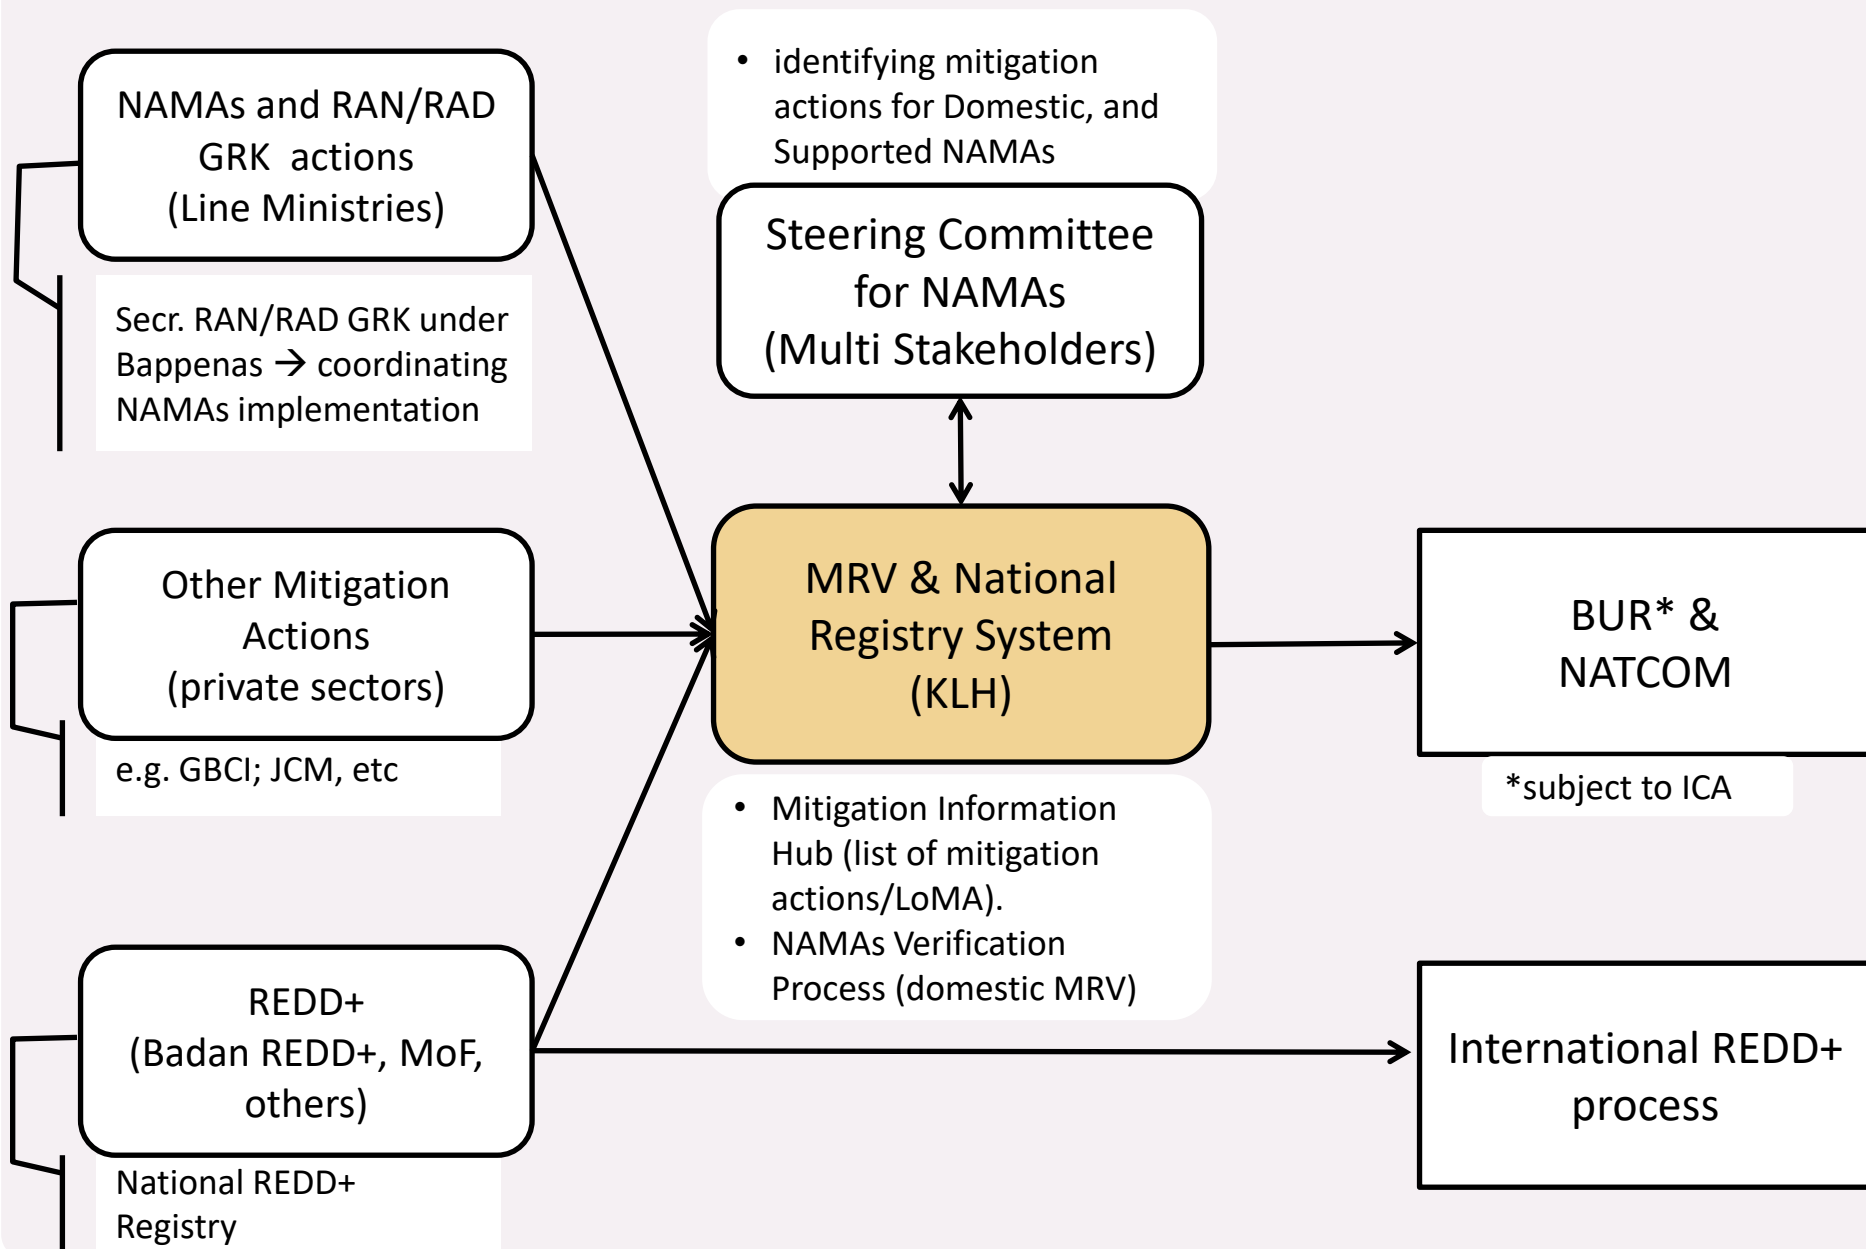 NAMAs and RAN/RAD
GRK actions
(Line Ministries)
Secr. RAN/RAD GRK under
Bappenas → coordinating
NAMAs implementation
• identifying mitigation
actions for Domestic, and
Supported NAMAs
Steering Committee
for NAMAs
(Multi Stakeholders)
Other Mitigation
Actions
(private sectors)
e.g. GBCI; JCM, etc
MRV & National
Registry System
(KLH)
• Mitigation Information
Hub (list of mitigation
actions/LoMA).
• NAMAs Verification
Process (domestic MRV)
BUR* &
NATCOM
*subject to ICA
REDD+
(Badan REDD+, MoF,
others)
National REDD+
Registry
International REDD+
process